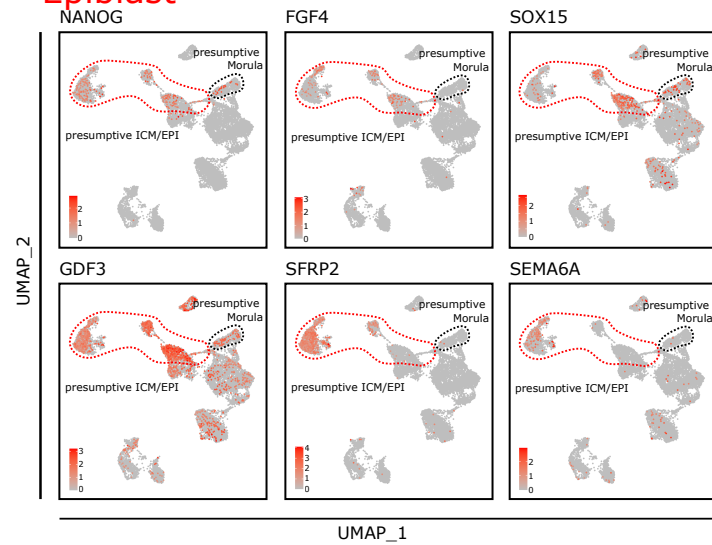 Epiblast
NANOG
FGF4
SOX15
presumptive
Morula
presumptive ICM/EPI
2
1
0
presumptive
Morula
presumptive ICM/EPI
3
2
1
0
presumptive
Morula
presumptive ICM/EPI
2
1
0
GDF3
SFRP2
SEMA6A
presumptive
Morula
presumptive ICM/EPI
3
2
1
0
presumptive
Morula
presumptive ICM/EPI
4
3
2
1
0
presumptive
Morula
presumptive ICM/EPI
2
1
0
UMAP_2
UMAP_1